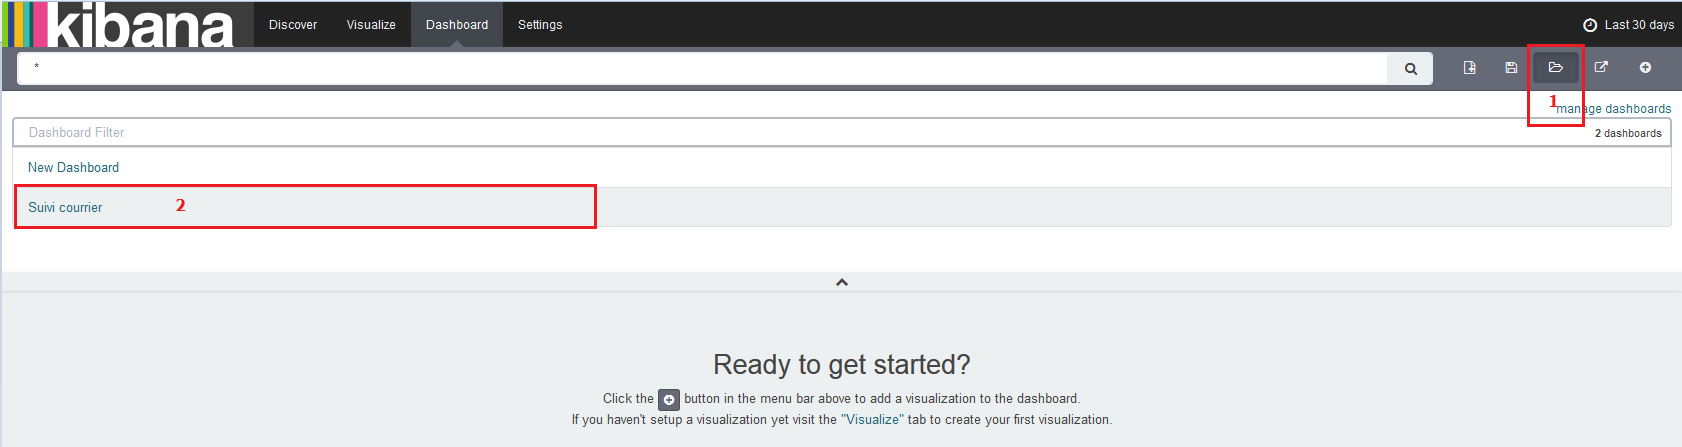 kibana Discover Visualize Dashboard Settings Last 30 days
*
1
manage dashboards
Dashboard Filter 2 dashboards
New Dashboard
Suivi courrier 2
Ready to get started?
Click the button in the menu bar above to add a visualization to the dashboard.
If you haven't setup a visualization yet visit the "Visualize" tab to create your first visualization.